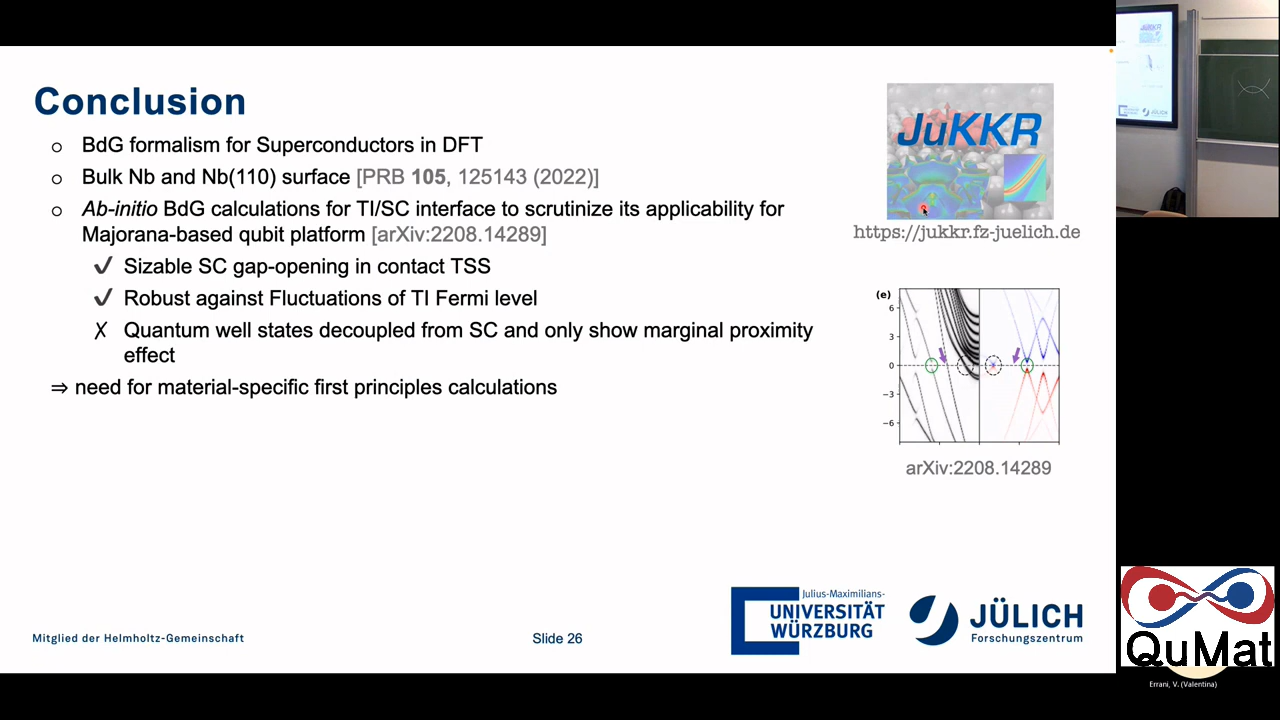 Conclusion
o BdG formalism for Superconductors in DFT
o Bulk Nb and Nb(110) surface [PRB 105, 125143 (2022)]
o Ab-initio BdG calculations for TI/SC interface to scrutinize its applicability for
Majorana-based qubit platform [arXiv:2208.14289]
✓ Sizable SC gap-opening in contact TSS
✓ Robust against Fluctuations of TI Fermi level
✗ Quantum well states decoupled from SC and only show marginal proximity
effect
⇒ need for material-specific first principles calculations
JuKKR
https://jukkr.fz-juelich.de
(e)
6
3
0
−3
−6
arXiv:2208.14289
Mitglied der Helmholtz-Gemeinschaft
Slide 26
Julius-Maximilians-
UNIVERSITÄT
WÜRZBURG
JÜLICH
Forschungszentrum
QuMat
Errani, V. (Valentina)